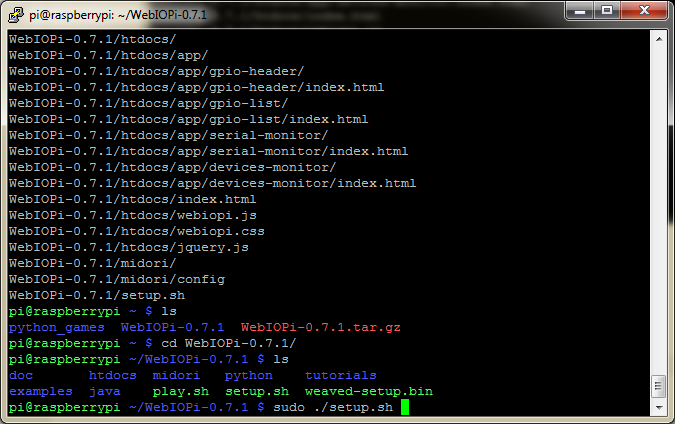 pi@raspberrypi: ~/WebIOPi-0.7.1
WebIOPi-0.7.1/htdocs/
WebIOPi-0.7.1/htdocs/app/
WebIOPi-0.7.1/htdocs/app/gpio-header/
WebIOPi-0.7.1/htdocs/app/gpio-header/index.html
WebIOPi-0.7.1/htdocs/app/gpio-list/
WebIOPi-0.7.1/htdocs/app/gpio-list/index.html
WebIOPi-0.7.1/htdocs/app/serial-monitor/
WebIOPi-0.7.1/htdocs/app/serial-monitor/index.html
WebIOPi-0.7.1/htdocs/app/devices-monitor/
WebIOPi-0.7.1/htdocs/app/devices-monitor/index.html
WebIOPi-0.7.1/htdocs/index.html
WebIOPi-0.7.1/htdocs/webiopi.js
WebIOPi-0.7.1/htdocs/webiopi.css
WebIOPi-0.7.1/htdocs/jquery.js
WebIOPi-0.7.1/midori/
WebIOPi-0.7.1/midori/config
WebIOPi-0.7.1/setup.sh
pi@raspberrypi ~ $ ls
python_games  WebIOPi-0.7.1  WebIOPi-0.7.1.tar.gz
pi@raspberrypi ~ $ cd WebIOPi-0.7.1/
pi@raspberrypi ~/WebIOPi-0.7.1 $ ls
doc       htdocs  midori   python    tutorials
examples  java    play.sh  setup.sh  weaved-setup.bin
pi@raspberrypi ~/WebIOPi-0.7.1 $ sudo ./setup.sh